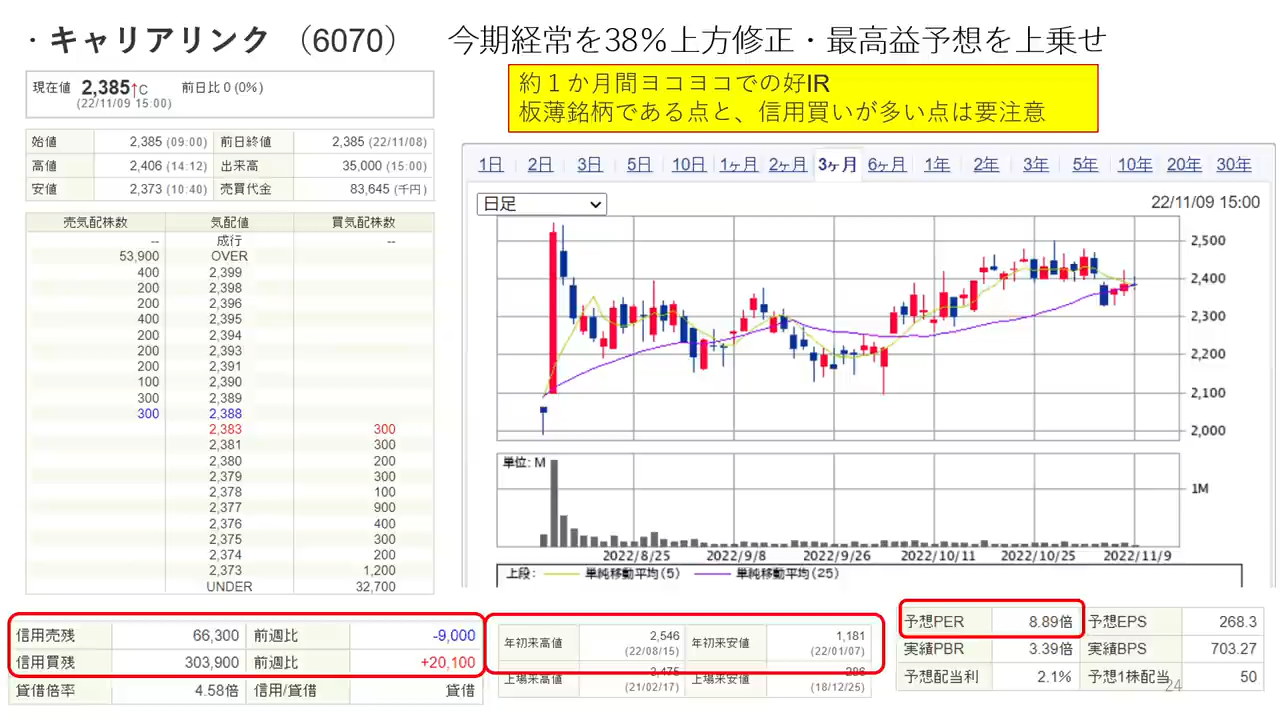 ・キャリアリンク （6070） 今期経常を38％上方修正・最高益予想を上乗せ
約１か月間ヨコヨコでの好IR
板薄銘柄である点と、信用買いが多い点は要注意
現在値 2,385↑C 前日比 0 (0%)
(22/11/09 15:00)
始値 2,385 (09:00) 前日終値 2,385 (22/11/08)
高値 2,406 (14:12) 出来高 35,000 (15:00)
安値 2,373 (10:40) 売買代金 83,645 (千円)
売気配株数 気配値 買気配株数
-- 成行 --
53,900 OVER
400 2,399
200 2,398
200 2,396
400 2,395
200 2,394
200 2,393
200 2,391
100 2,390
300 2,389
300 2,388
2,383 300
2,381 300
2,380 200
2,379 300
2,378 100
2,377 900
2,376 400
2,375 300
2,374 200
2,373 1,200
UNDER 32,700
1日 2日 3日 5日 10日 1ヶ月 2ヶ月 3ヶ月 6ヶ月 1年 2年 3年 5年 10年 20年 30年
日足 22/11/09 15:00
2,500
2,400
2,300
2,200
2,100
2,000
単位: M
1M
2022/8/25 2022/9/8 2022/9/26 2022/10/11 2022/10/25 2022/11/9
上段: 単純移動平均(5) 単純移動平均(25)
信用売残 66,300 前週比 -9,000
信用買残 303,900 前週比 +20,100
貸借倍率 4.58倍 信用/貸借 貸借
年初来高値 2,546 (22/08/15) 年初来安値 1,181 (22/01/07)
上場来高値 2,475 (21/02/17) 上場来安値 286 (18/12/25)
予想PER 8.89倍 予想EPS 268.3
実績PBR 3.39倍 実績BPS 703.27
予想配当利 2.1% 予想1株配当 50
24